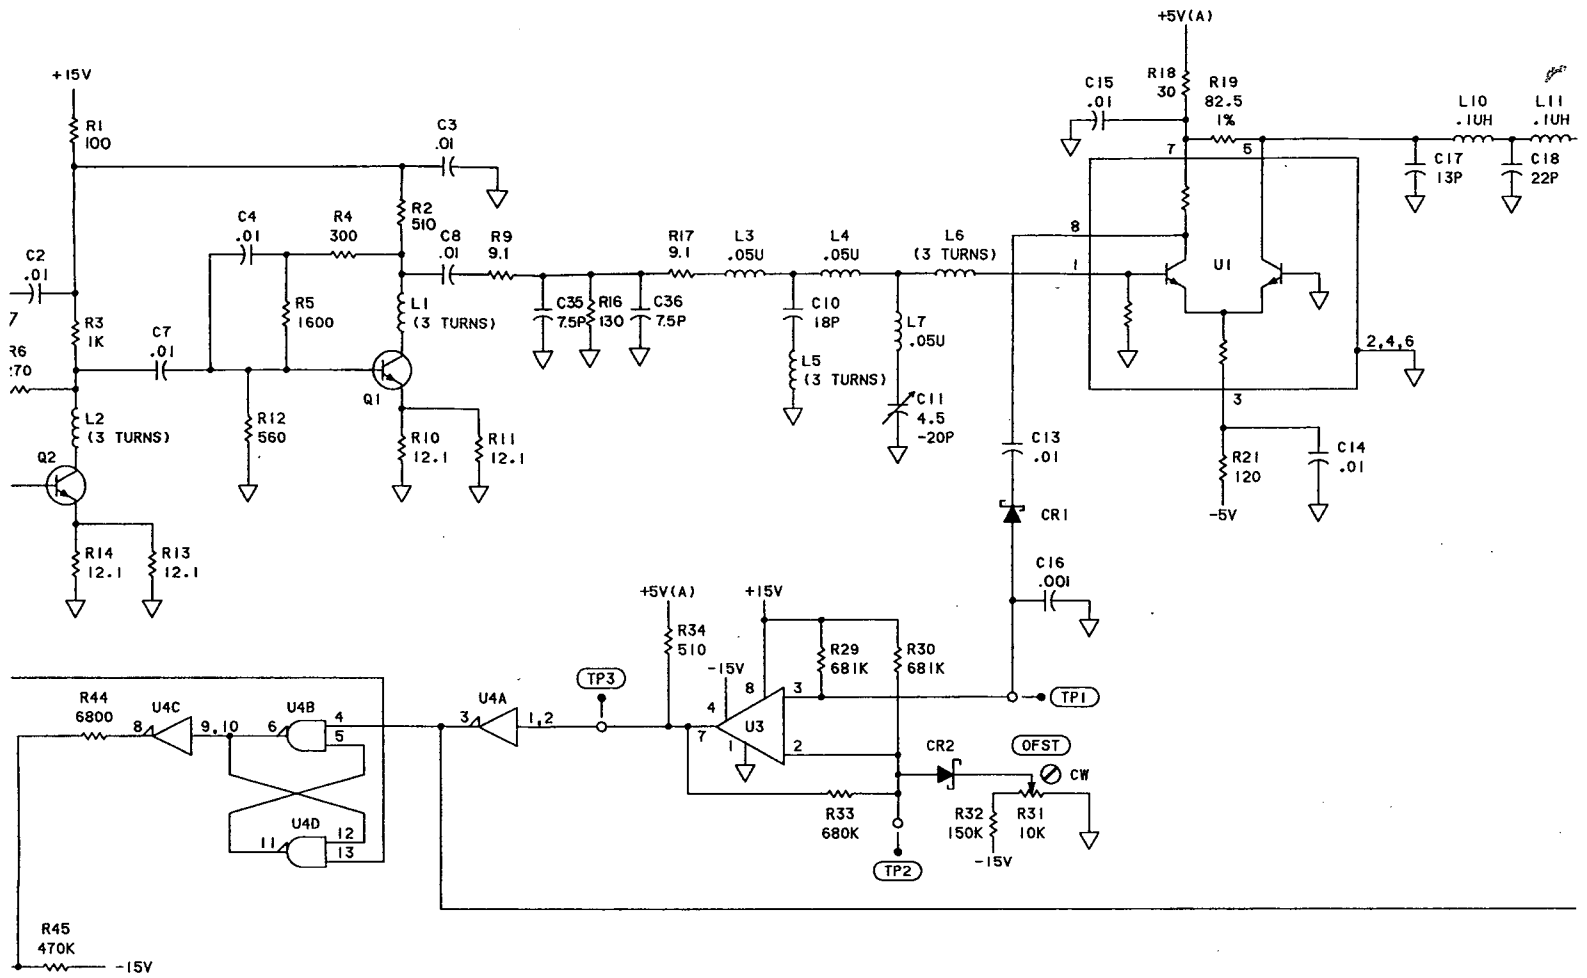 +5V(A)
+15V
R1
100
C3
.01
C15
.01
R18
30
R19
82.5
1%
L10
.1UH
L11
.1UH
7
5
C17
13P
C18
22P
C2
.01
C4
.01
R4
300
R2
510
C8
.01
R9
9.1
R17
9.1
L3
.05U
L4
.05U
L6
(3 TURNS)
8
1
U1
7
R3
1K
C7
.01
R5
1600
L1
(3 TURNS)
C35
7.5P
R16
130
C36
7.5P
C10
18P
L7
.05U
R6
270
L5
(3 TURNS)
2,4,6
Q1
3
L2
(3 TURNS)
R12
560
R10
12.1
R11
12.1
C11
4.5
-20P
C13
.01
R21
120
C14
.01
Q2
-5V
CR1
R14
12.1
R13
12.1
C16
.001
+5V(A)
+15V
R34
510
-15V
R29
681K
R30
681K
TP3
8
3
TP1
R44
6800
U4C
U4B
U4A
4
U3
8
9,10
6
4
5
3
1,2
7
1
2
CR2
OFST
CW
R33
680K
R32
150K
R31
10K
U4D
11
12
13
-15V
TP2
R45
470K
-15V